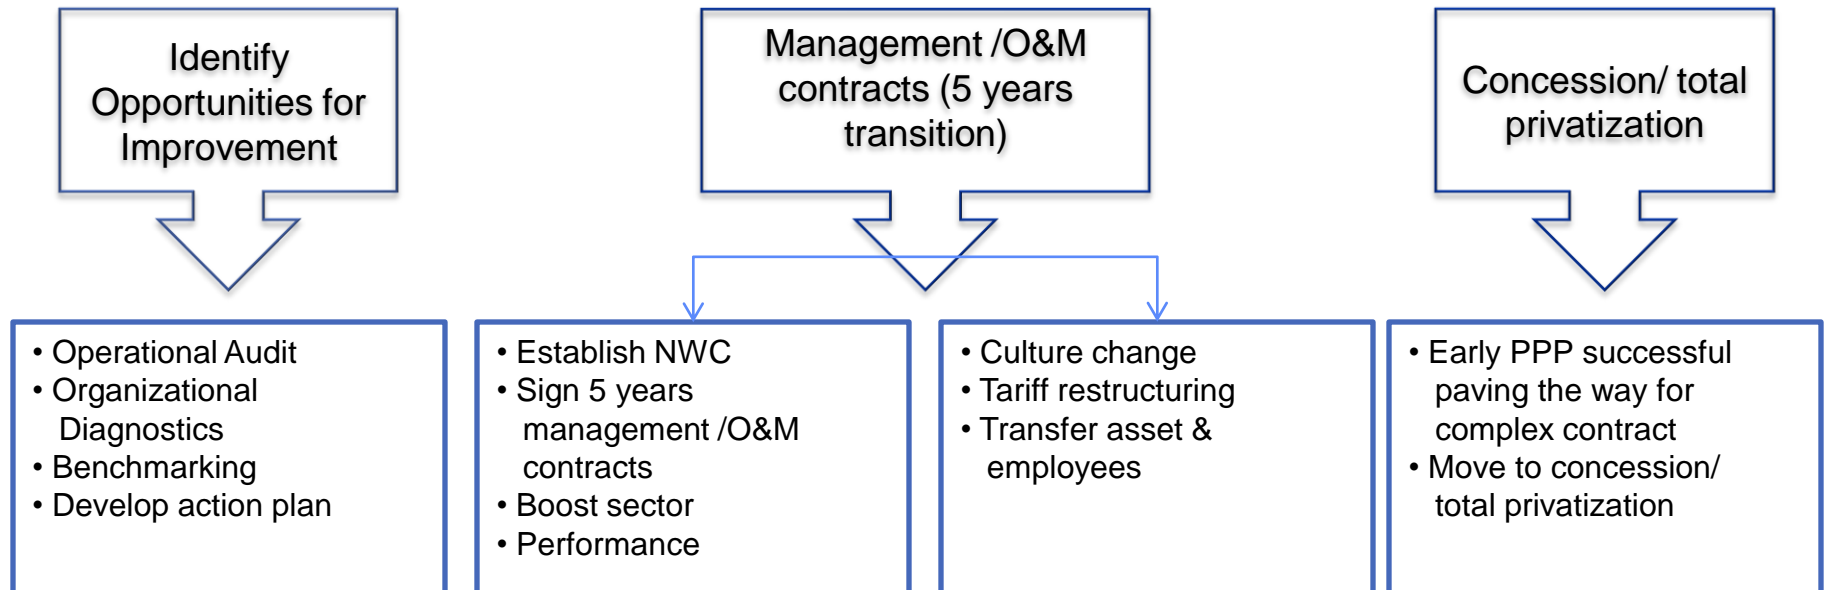 Identify
Opportunities for
Improvement
Management /O&M
contracts (5 years
transition)
Concession/ total
privatization
• Operational Audit
• Organizational
Diagnostics
• Benchmarking
• Develop action plan
• Establish NWC
• Sign 5 years
management /O&M
contracts
• Boost sector
• Performance
• Culture change
• Tariff restructuring
• Transfer asset &
employees
• Early PPP successful
paving the way for
complex contract
• Move to concession/
total privatization